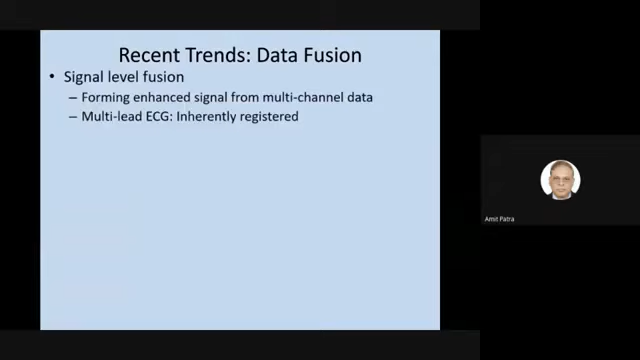 Recent Trends: Data Fusion
• Signal level fusion
– Forming enhanced signal from multi-channel data
– Multi-lead ECG: Inherently registered
Amit Patra